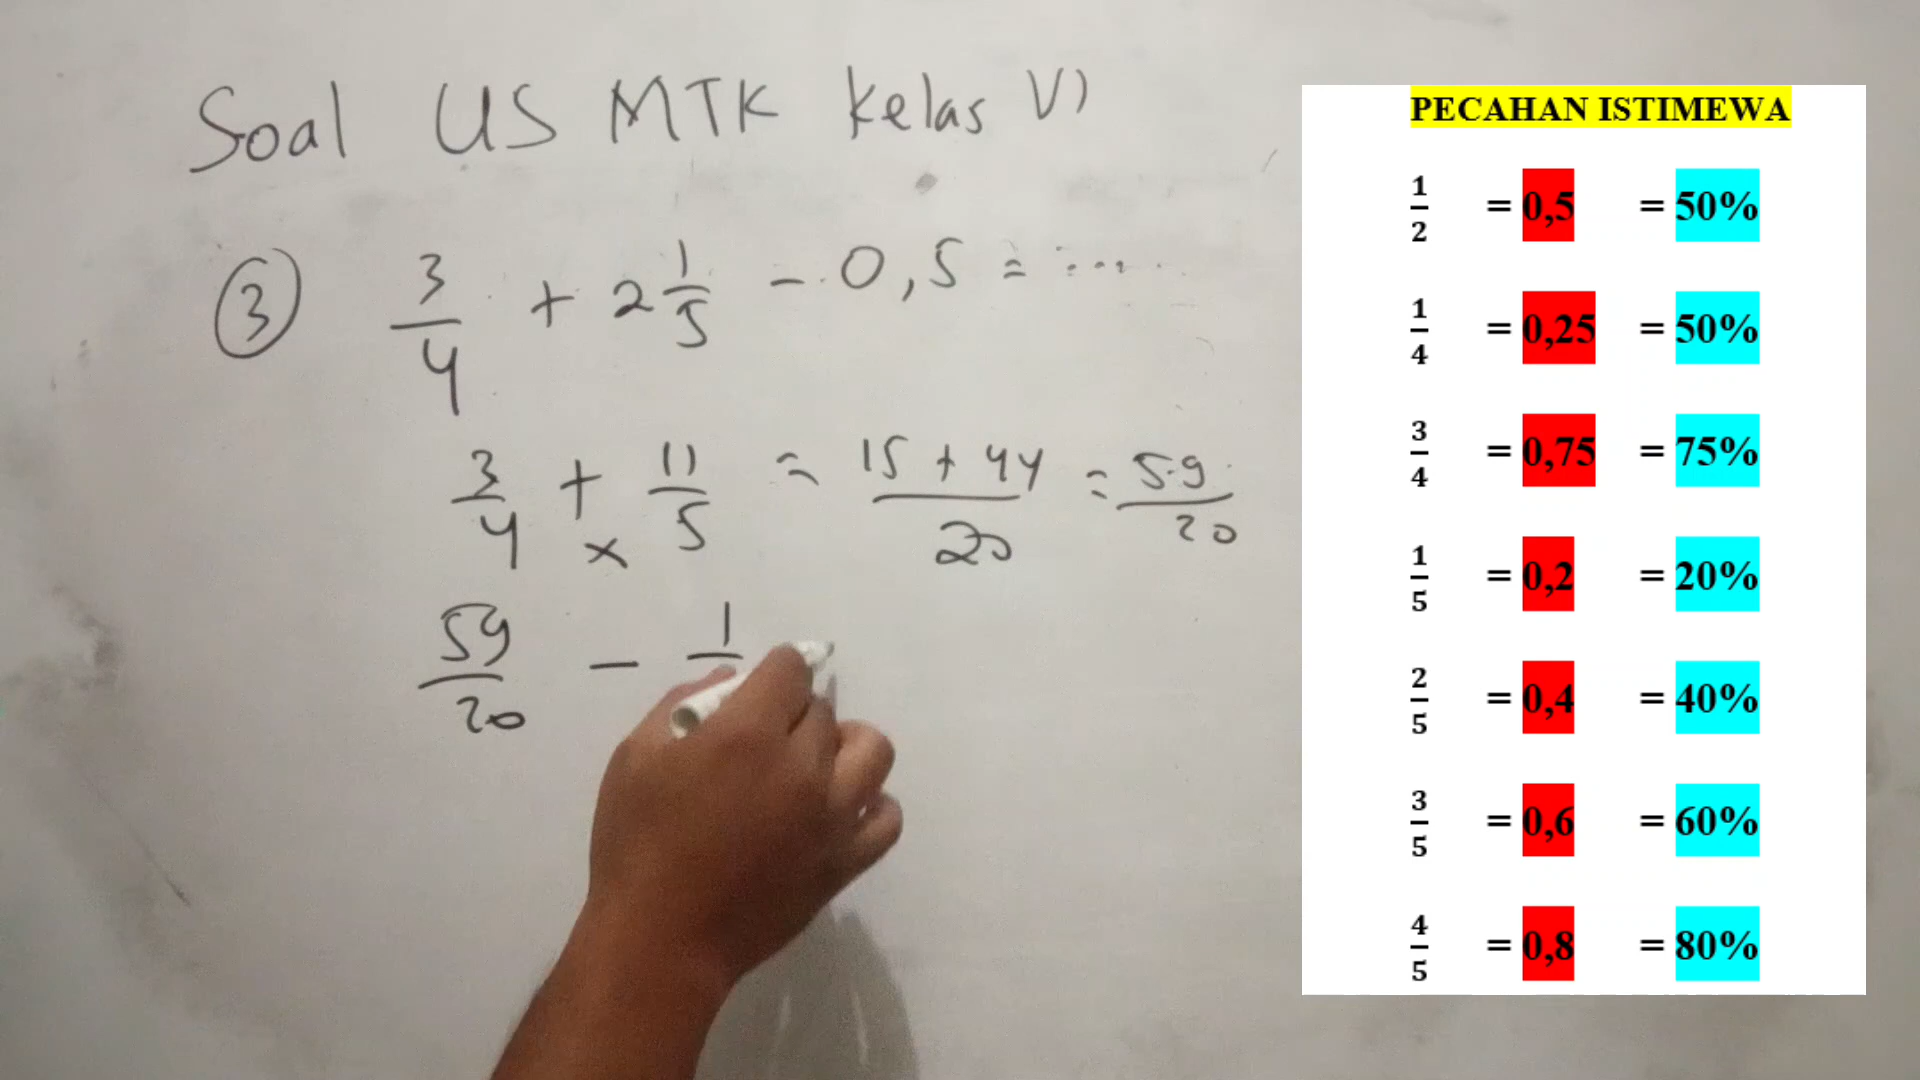 Soal US MTK Kelas VI
3 3/4 + 2 1/5 - 0,5 = ....
3/4 + 11/5 = 15 + 44/20 = 59/20
x
59/20 - 1/
PECAHAN ISTIMEWA
1/2 = 0,5 = 50%
1/4 = 0,25 = 50%
3/4 = 0,75 = 75%
1/5 = 0,2 = 20%
2/5 = 0,4 = 40%
3/5 = 0,6 = 60%
4/5 = 0,8 = 80%